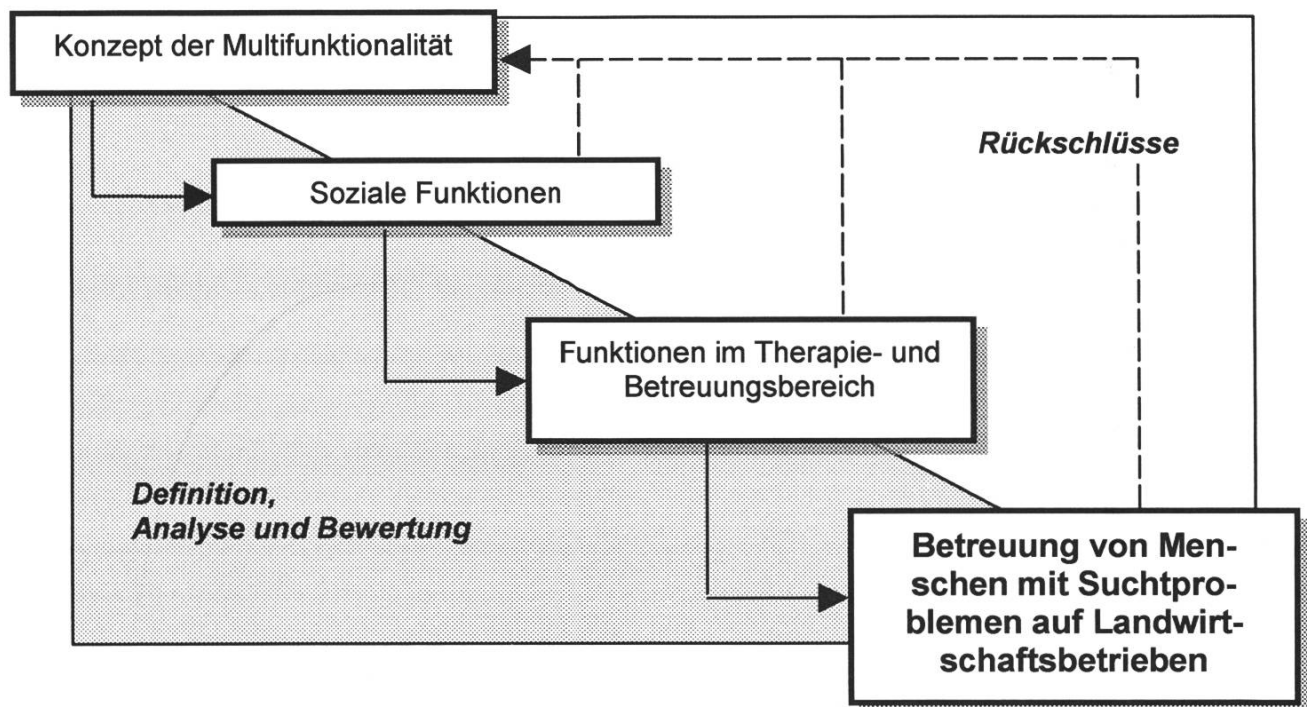 Konzept der Multifunktionalität
Rückschlüsse
Soziale Funktionen
Funktionen im Therapie- und
Betreuungsbereich
Definition,
Analyse und Bewertung
Betreuung von Men-
schen mit Suchtpro-
blemen auf Landwirt-
schaftsbetrieben